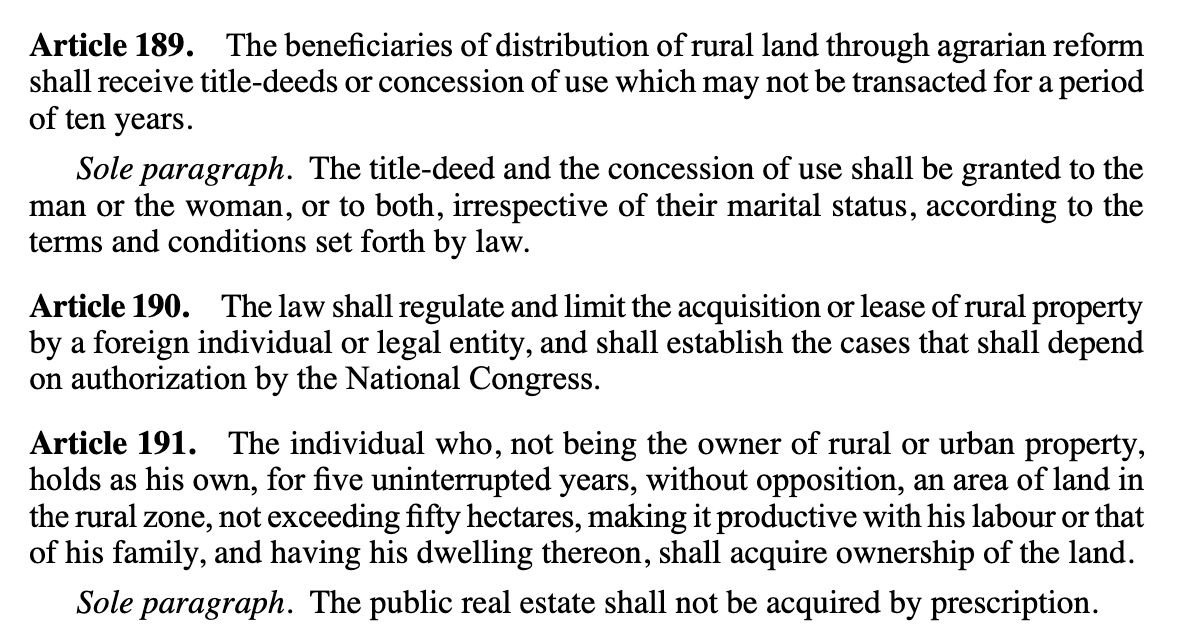 Article 189. The beneficiaries of distribution of rural land through agrarian reform
shall receive title-deeds or concession of use which may not be transacted for a period
of ten years.
Sole paragraph. The title-deed and the concession of use shall be granted to the
man or the woman, or to both, irrespective of their marital status, according to the
terms and conditions set forth by law.
Article 190. The law shall regulate and limit the acquisition or lease of rural property
by a foreign individual or legal entity, and shall establish the cases that shall depend
on authorization by the National Congress.
Article 191. The individual who, not being the owner of rural or urban property,
holds as his own, for five uninterrupted years, without opposition, an area of land in
the rural zone, not exceeding fifty hectares, making it productive with his labour or that
of his family, and having his dwelling thereon, shall acquire ownership of the land.
Sole paragraph. The public real estate shall not be acquired by prescription.